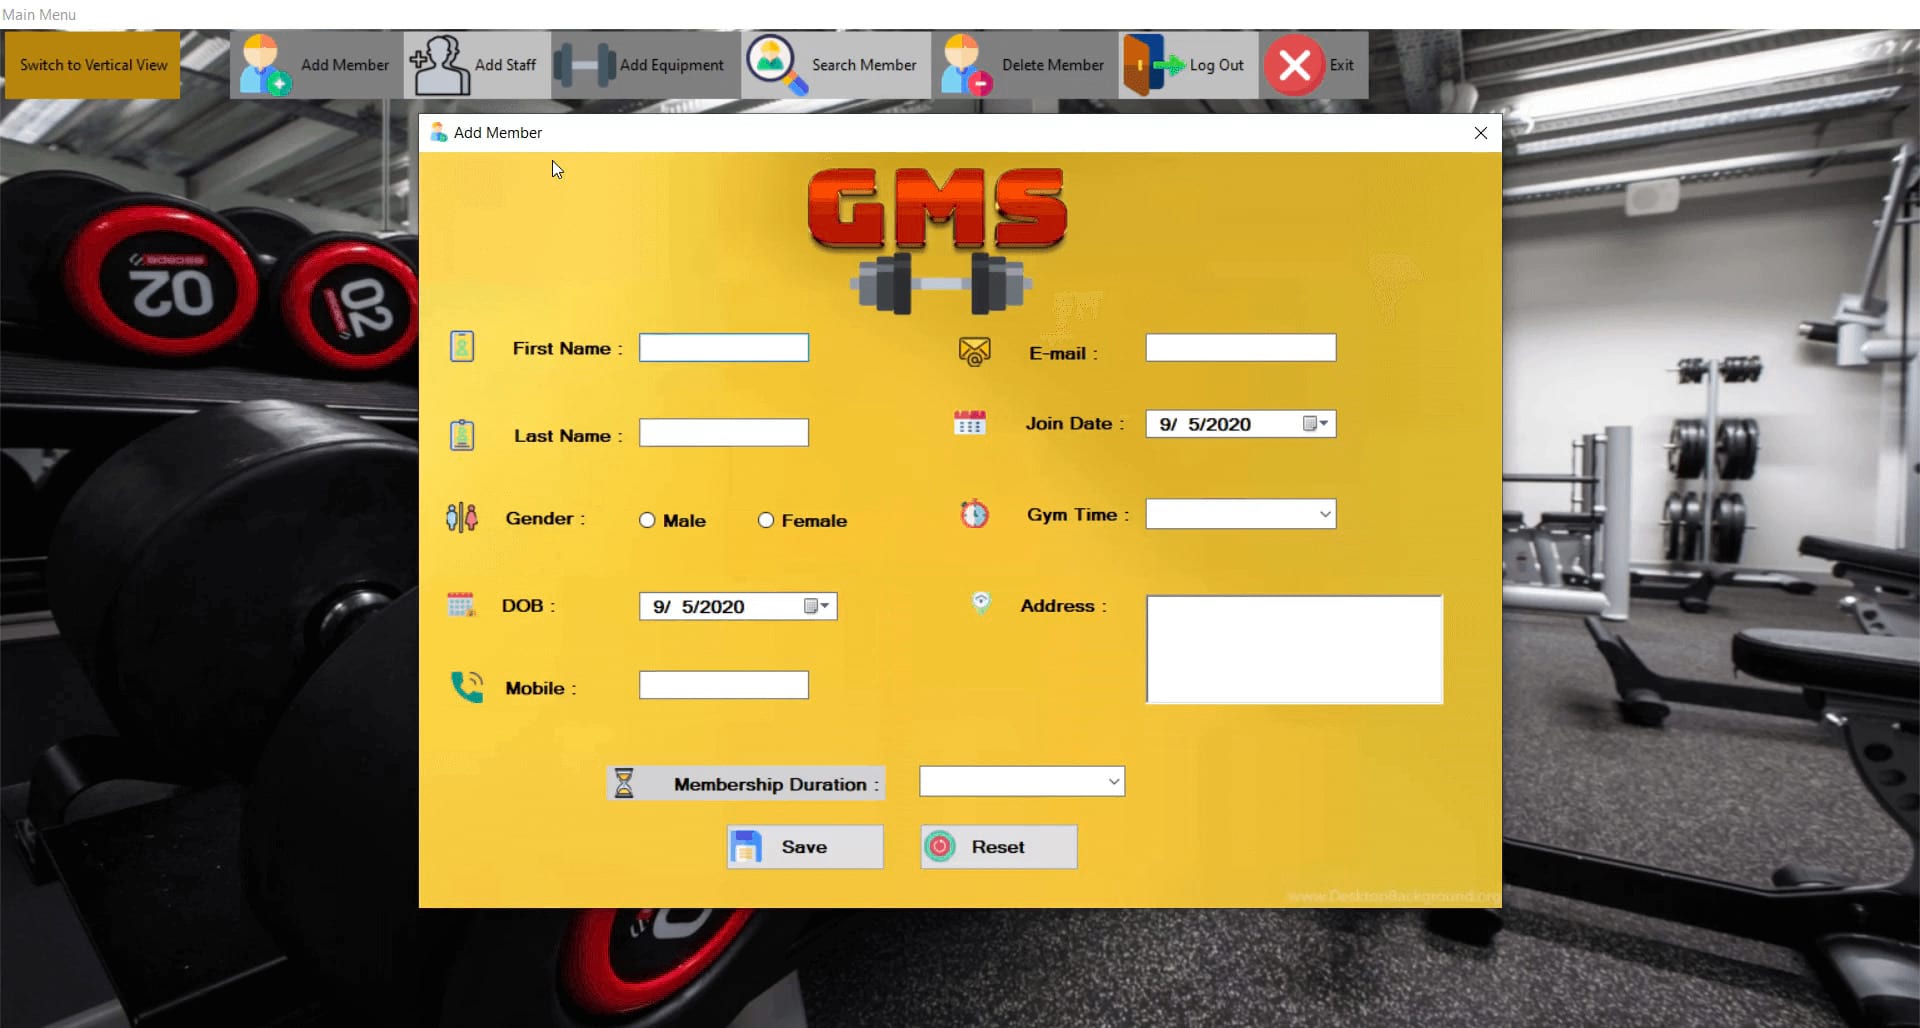 Main Menu
Switch to Vertical View
Add Member
Add Staff
Add Equipment
Search Member
Delete Member
Log Out
Exit
Add Member
GMS
02
02
First Name :
E-mail :
Last Name :
Join Date :
9/ 5/2020
Gender :
Male
Female
Gym Time :
DOB :
9/ 5/2020
Address :
Mobile :
Membership Duration :
Save
Reset
www.DesktopBackground.org